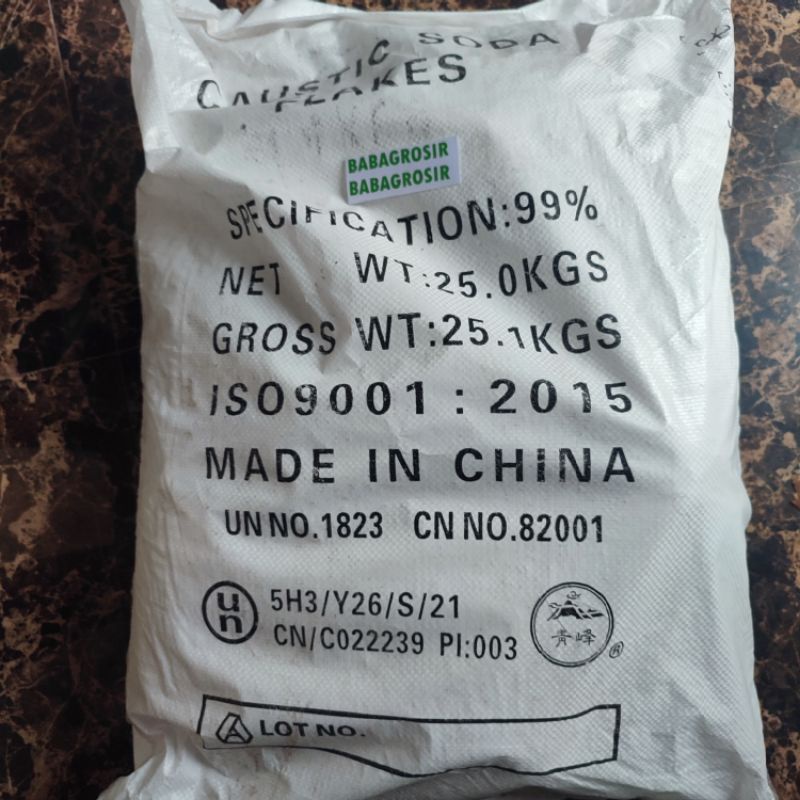 CAUSTIC SODA
FLAKES
BABAGROSIR
BABAGROSIR
SPECIFICATION:99%
NET WT:25.0KGS
GROSS WT:25.1KGS
ISO9001:2015
MADE IN CHINA
UN NO.1823 CN NO.82001
un 5H3/Y26/S/21
CN/C022239 PI:003
青峰
®
LOT NO.